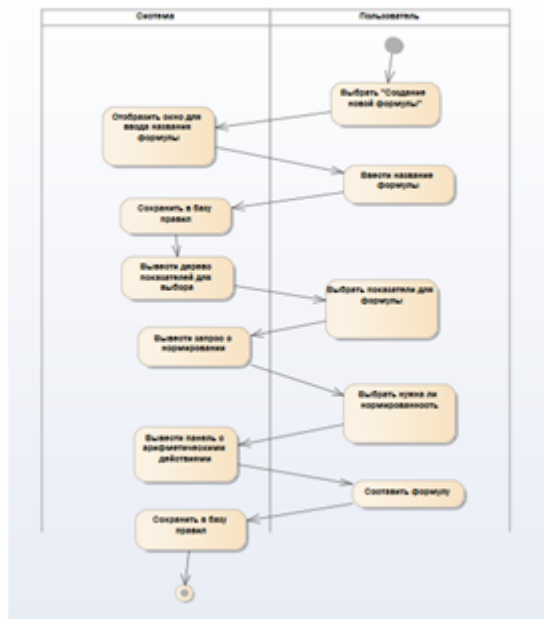 Система
Пользователь
Выбрать "Создание
новой формулы"
Отобразить окно для
ввода названия
формулы
Ввести название
формулы
Сохранить в базу
правил
Вывести дерево
показателей для
выбора
Выбрать показатели для
формулы
Вывести запрос о
нормировании
Выбрать нужна ли
нормированность
Вывести панель с
арифметическими
действиями
Составить формулу
Сохранить в базу
правил